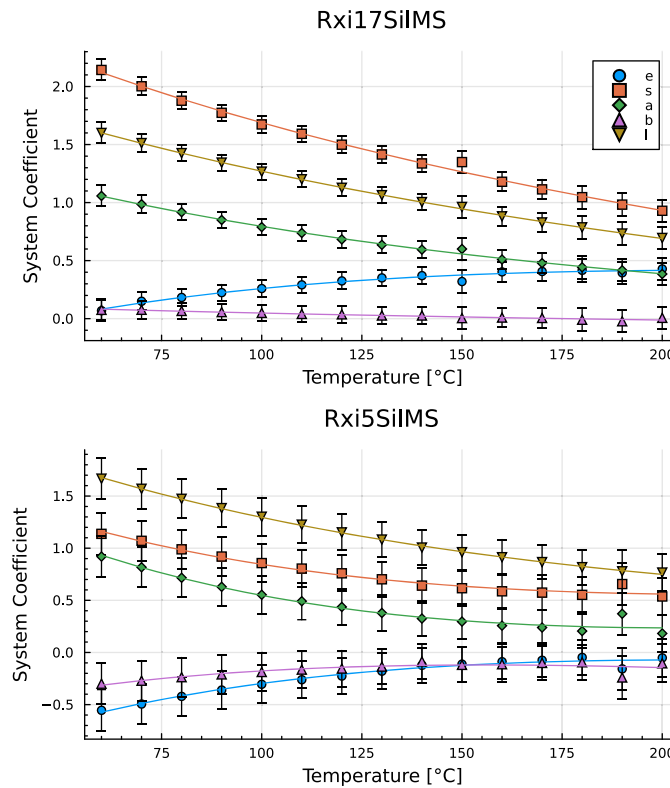 Rxi17SilMS
System Coefficient
2.0
1.5
1.0
0.5
0.0
e
s
a
b
l
75
100
125
150
175
200
Temperature [°C]
Rxi5SilMS
System Coefficient
1.5
1.0
0.5
0.0
−0.5
75
100
125
150
175
200
Temperature [°C]